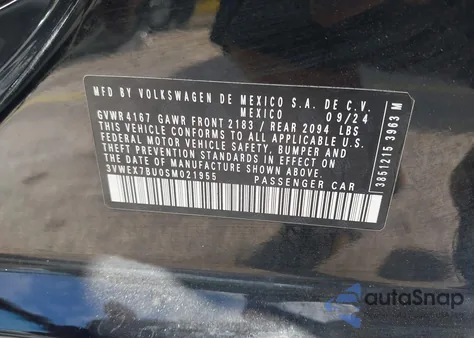 MFD BY VOLKSWAGEN DE MEXICO S.A. DE C.V.
MEXICO 09/24
GVWR 4167 GAWR FRONT 2183 / REAR 2094 LBS
THIS VEHICLE CONFORMS TO ALL APPLICABLE U.S.
FEDERAL MOTOR VEHICLE SAFETY, BUMPER AND
THEFT PREVENTION STANDARDS IN EFFECT ON THE
DATE OF MANUFACTURE SHOWN ABOVE.
3VWEX7BU0SM021955 PASSENGER CAR
3851215 3963 M
autoSnap